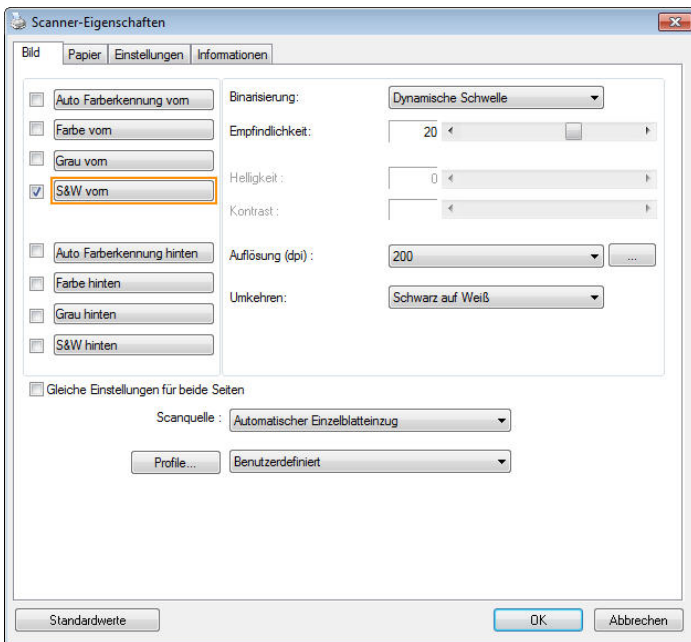 Scanner-Eigenschaften
Bild Papier Einstellungen Informationen
Auto Farberkennung vorn
Farbe vorn
Grau vorn
S&W vorn
Auto Farberkennung hinten
Farbe hinten
Grau hinten
S&W hinten
Binarisierung: Dynamische Schwelle
Empfindlichkeit: 20
Helligkeit : 0
Kontrast :
Auflösung (dpi) : 200 ...
Umkehren: Schwarz auf Weiß
Gleiche Einstellungen für beide Seiten
Scanquelle : Automatischer Einzelblatteinzug
Profile... Benutzerdefiniert
Standardwerte OK Abbrechen